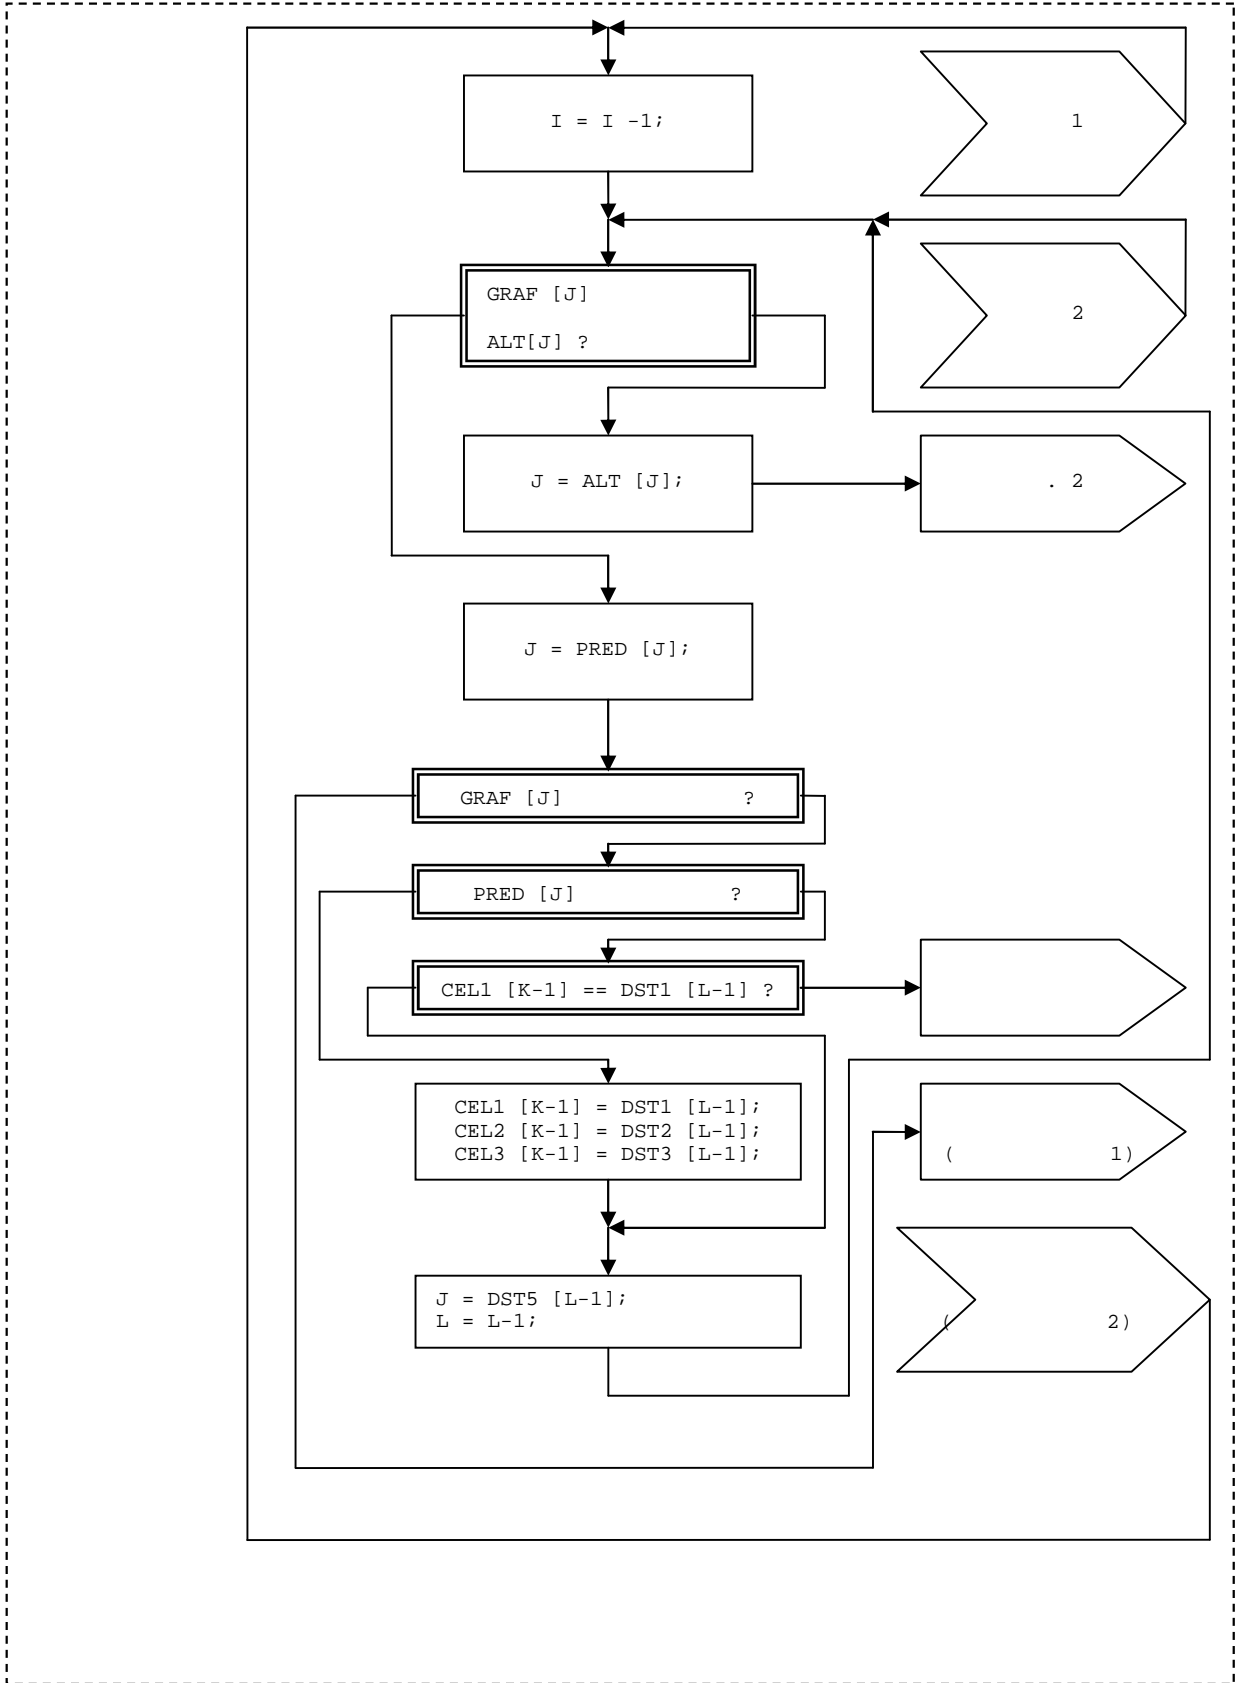 I = I -1;
1
GRAF [J]
ALT[J] ?
2
J = ALT [J];
. 2
J = PRED [J];
GRAF [J] ?
PRED [J] ?
CEL1 [K-1] == DST1 [L-1] ?
CEL1 [K-1] = DST1 [L-1];
CEL2 [K-1] = DST2 [L-1];
CEL3 [K-1] = DST3 [L-1];
( 1)
J = DST5 [L-1];
L = L-1;
( 2)